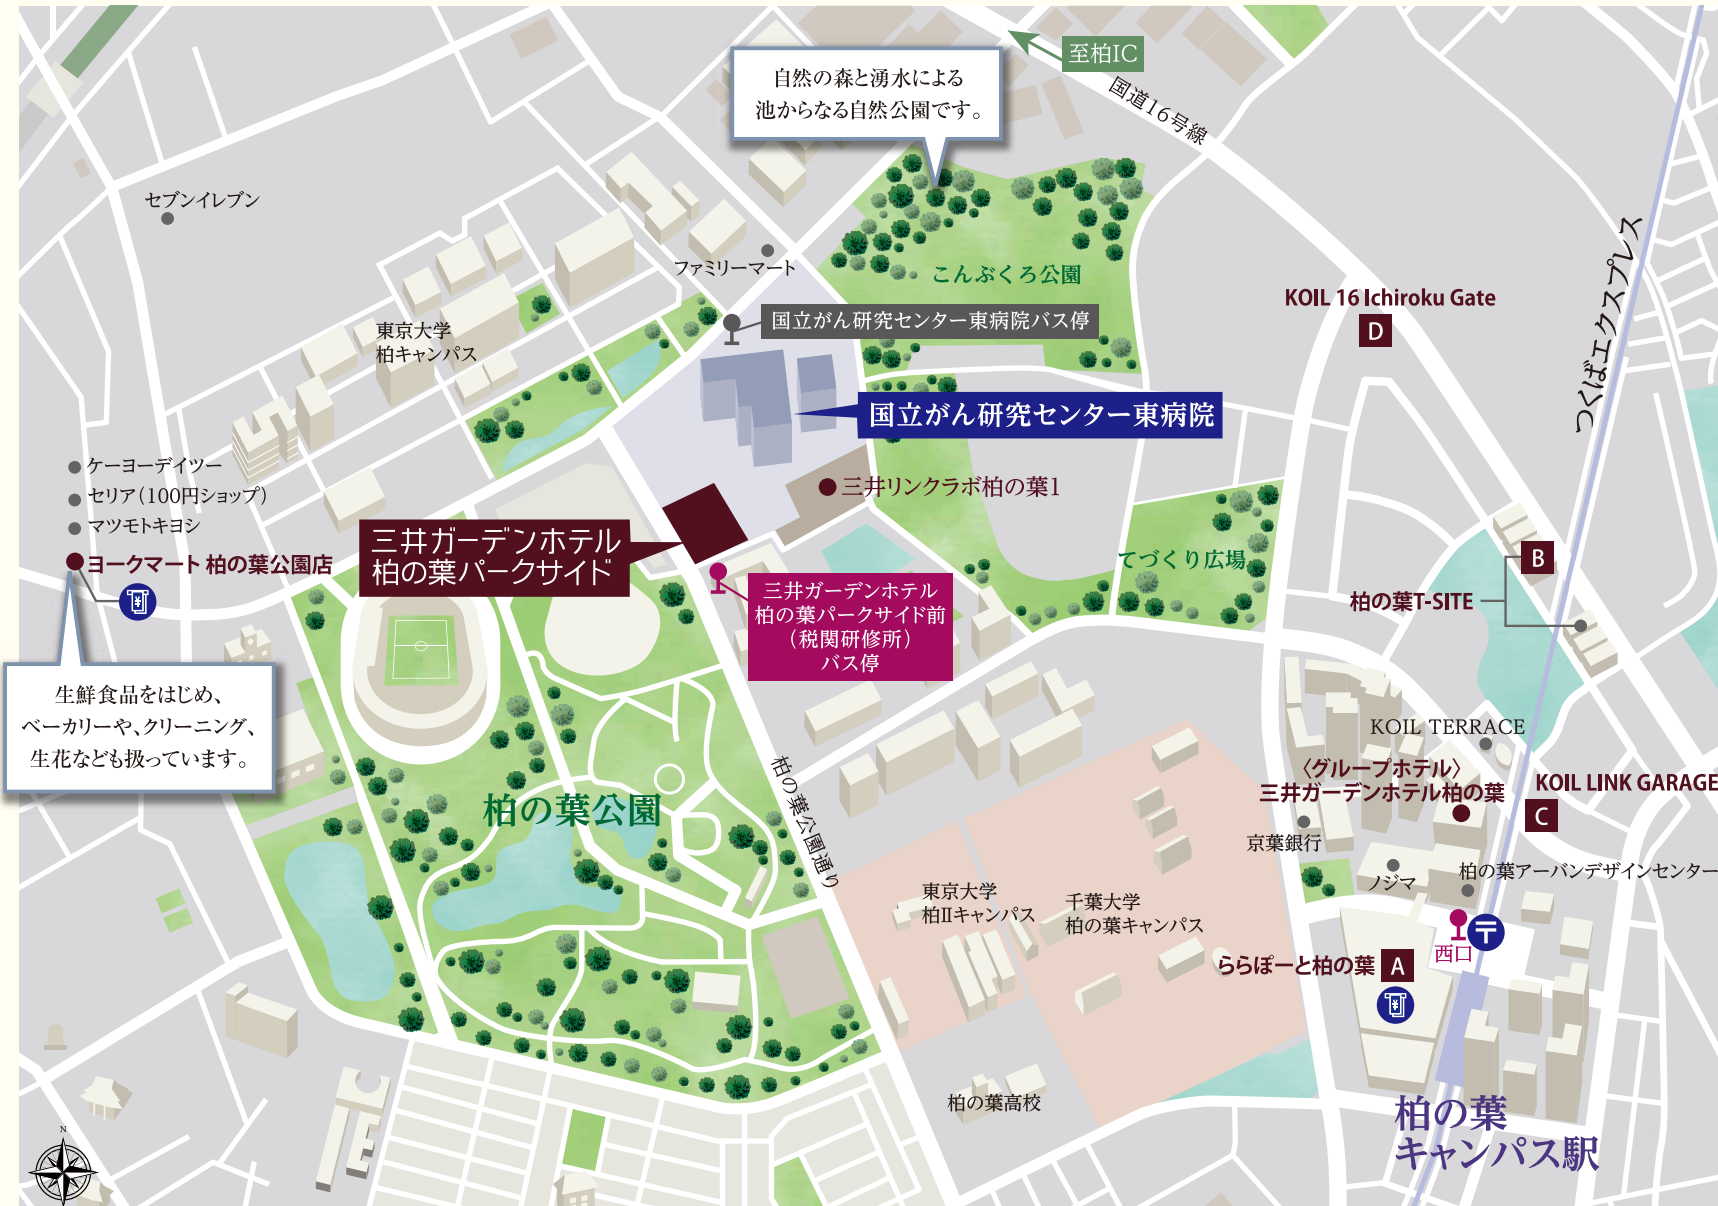 至柏IC
国道16号線
自然の森と湧水による
池からなる自然公園です。
セブンイレブン
ファミリーマート
こんぶくろ公園
つくばエクスプレス
KOIL 16 Ichiroku Gate
D
東京大学
柏キャンパス
国立がん研究センター東病院バス停
国立がん研究センター東病院
三井リンクラボ柏の葉1
ケーヨーデイツー
セリア(100円ショップ)
マツモトキヨシ
ヨークマート 柏の葉公園店
¥
三井ガーデンホテル
柏の葉パークサイド
てづくり広場
B
柏の葉T-SITE
三井ガーデンホテル
柏の葉パークサイド前
（税関研修所）
バス停
生鮮食品をはじめ、
ベーカリーや、クリーニング、
生花なども扱っています。
柏の葉公園
柏の葉公園通り
KOIL TERRACE
〈グループホテル〉
三井ガーデンホテル柏の葉
KOIL LINK GARAGE
C
京葉銀行
ノジマ
柏の葉アーバンデザインセンター
東京大学
柏IIキャンパス
千葉大学
柏の葉キャンパス
〒
西口
ららぽーと柏の葉
A
¥
柏の葉高校
柏の葉
キャンパス駅
N